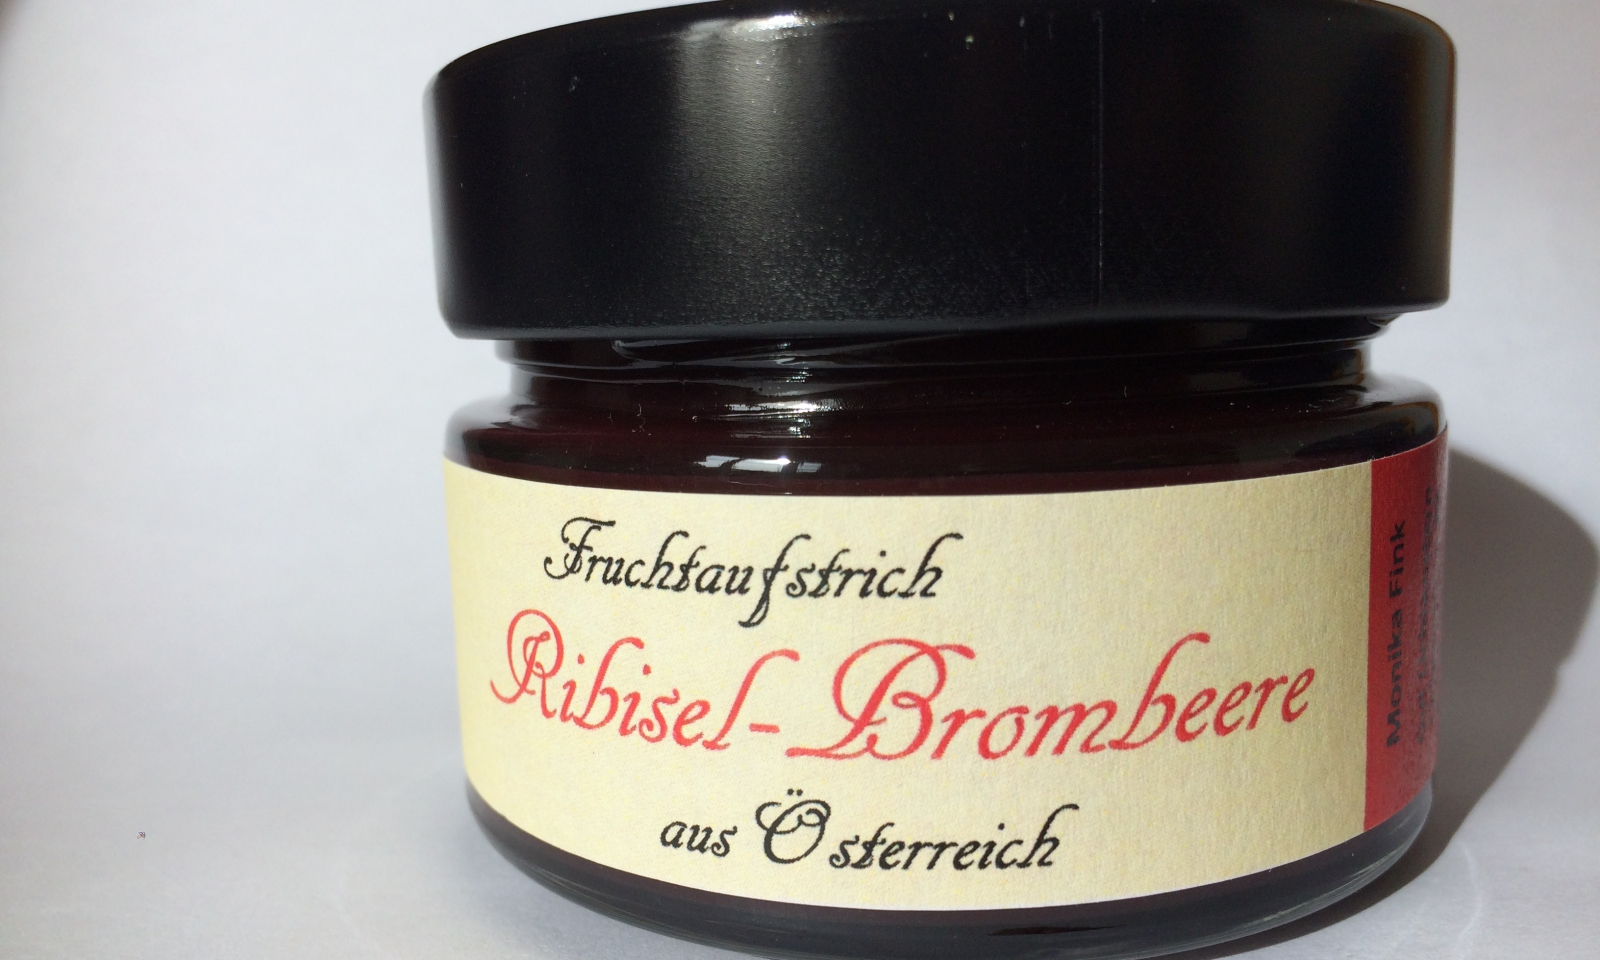 Fruchtaufstrich
Ribisel-Brombeere
aus Österreich
Monika Fink